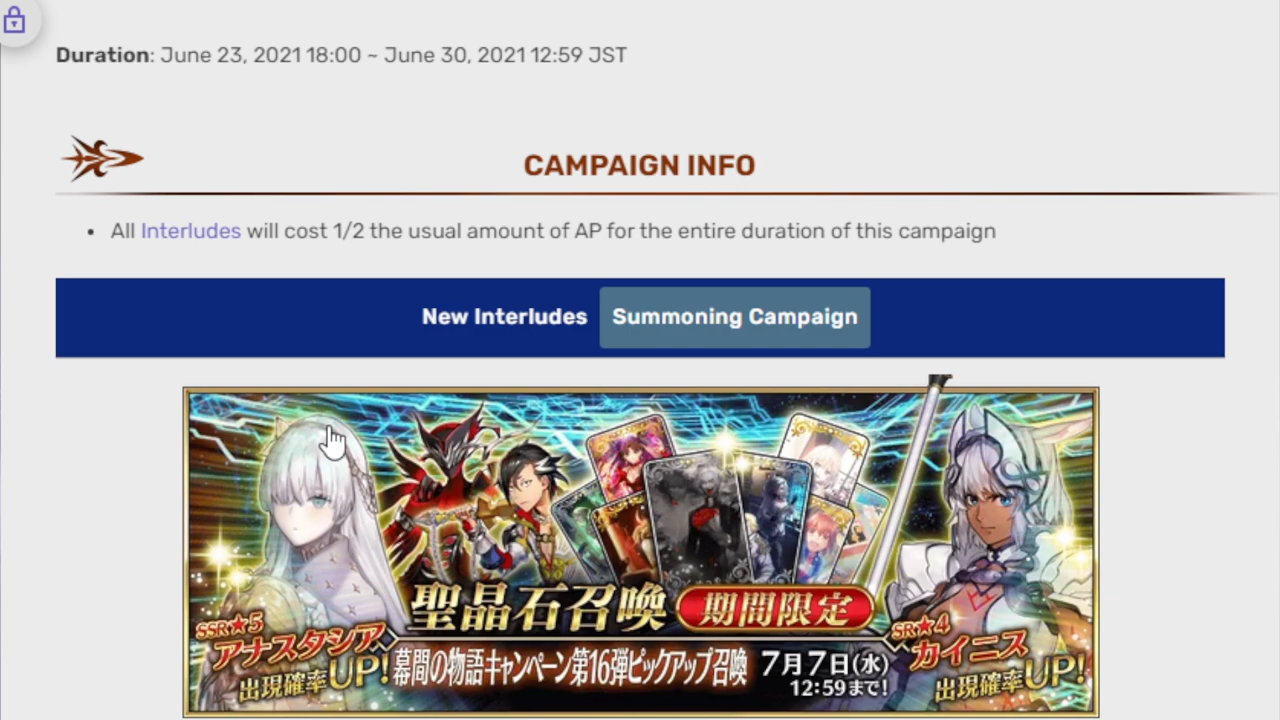 Duration: June 23, 2021 18:00 ~ June 30, 2021 12:59 JST
CAMPAIGN INFO
• All Interludes will cost 1/2 the usual amount of AP for the entire duration of this campaign
New Interludes
Summoning Campaign
聖晶石召喚 期間限定
SSR★5
アナスタシア
出現確率UP!
幕間の物語キャンペーン第16弾ピックアップ召喚
7月7日(水)
12:59まで!
SR★4
カイニス
出現確率UP!